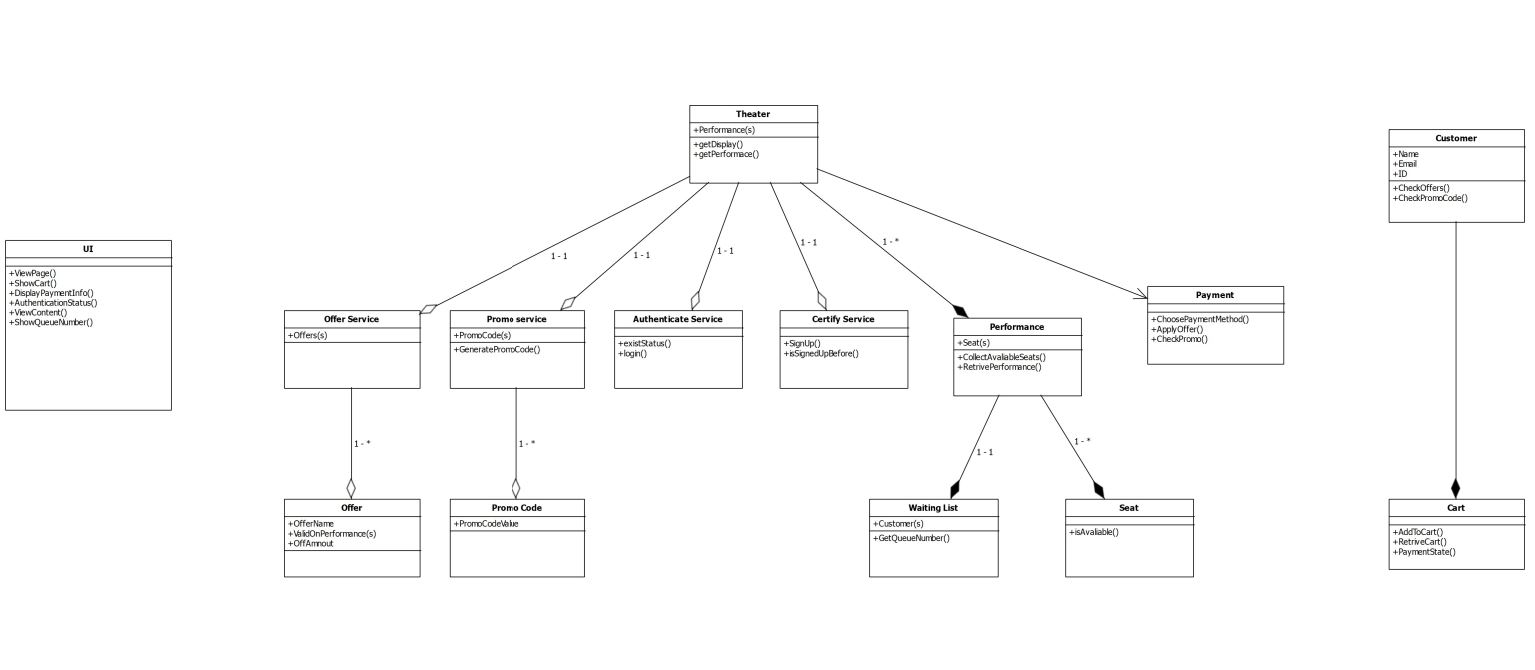 Theater
+Performance(s)
+getDisplay()
+getPerformace()
Customer
+Name
+Email
+ID
+CheckOffers()
+CheckPromoCode()
UI
+ViewPage()
+ShowCart()
+DisplayPaymentInfo()
+AuthenticationStatus()
+ViewContent()
+ShowQueueNumber()
1 - 1
1 - 1
1 - 1
1 - 1
1 - *
Payment
+ChoosePaymentMethod()
+ApplyOffer()
+CheckPromo()
Offer Service
+Offers(s)
Promo service
+PromoCode(s)
+GeneratePromoCode()
Authenticate Service
+existStatus()
+login()
Certify Service
+SignUp()
+isSignedUpBefore()
Performance
+Seat(s)
+CollectAvaliableSeats()
+RetrivePerformance()
1 - *
1 - *
1 - 1
1 - *
Offer
+OfferName
+ValidOnPerformance(s)
+OffAmnout
Promo Code
+PromoCodeValue
Waiting List
+Customer(s)
+GetQueueNumber()
Seat
+isAvaliable()
Cart
+AddToCart()
+RetriveCart()
+PaymentState()